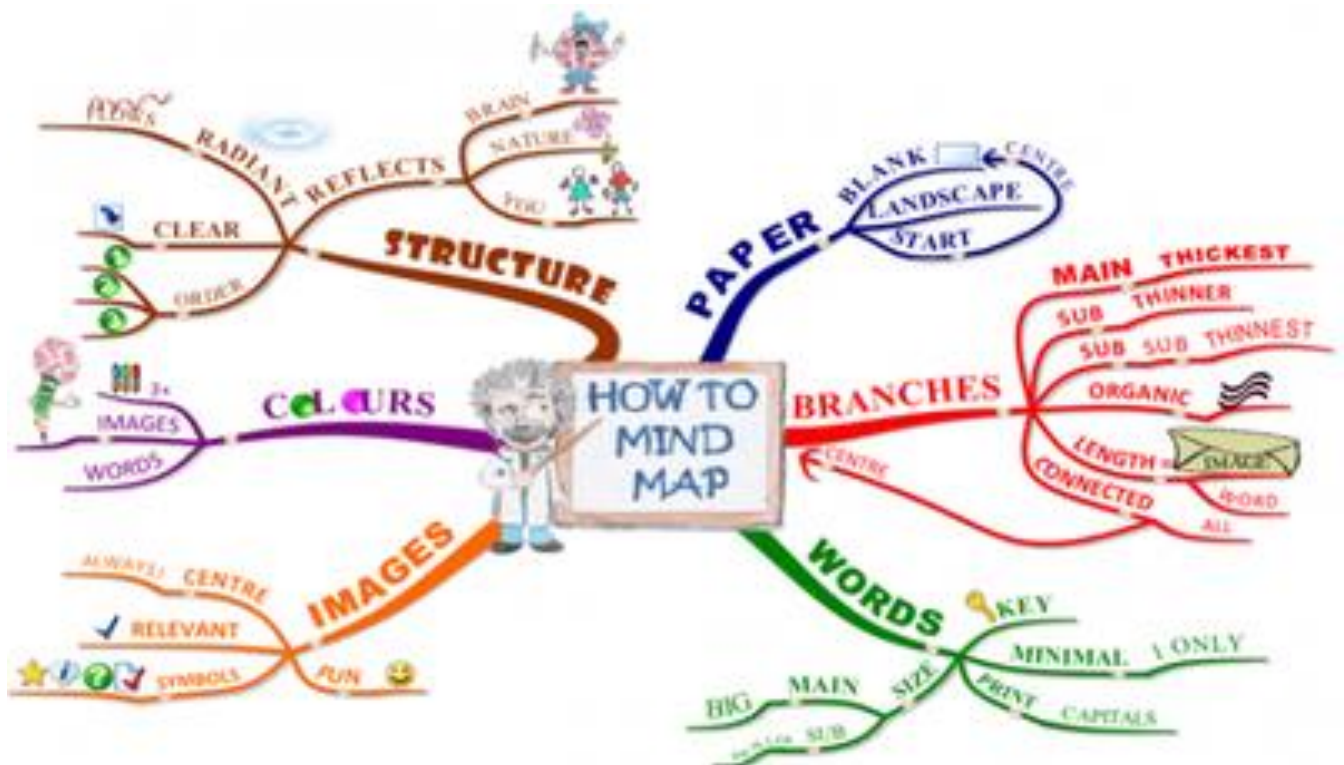 HOW TO
MIND
MAP
PAPER
BLANK
CENTRE
LANDSCAPE
START
BRANCHES
MAIN THICKEST
SUB THINNER
SUB SUB THINNEST
ORGANIC
LENGTH = IMAGE
WORD
CONNECTED
ALL
CENTRE
WORDS
KEY
MINIMAL 1 ONLY
PRINT CAPITALS
SIZE
MAIN
BIG
SUB
IMAGES
ALWAYS! CENTRE
RELEVANT
SYMBOLS
FUN
COLOURS
3+
IMAGES
WORDS
STRUCTURE
REFLECTS
BRAIN
NATURE
YOU
RADIANT
CLEAR
ORDER